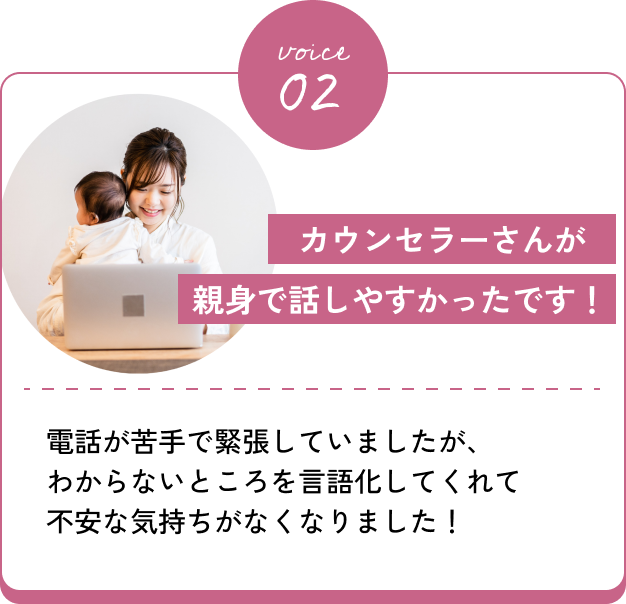 voice
02
カウンセラーさんが
親身で話しやすかったです！
電話が苦手で緊張していましたが、
わからないところを言語化してくれて
不安な気持ちがなくなりました！